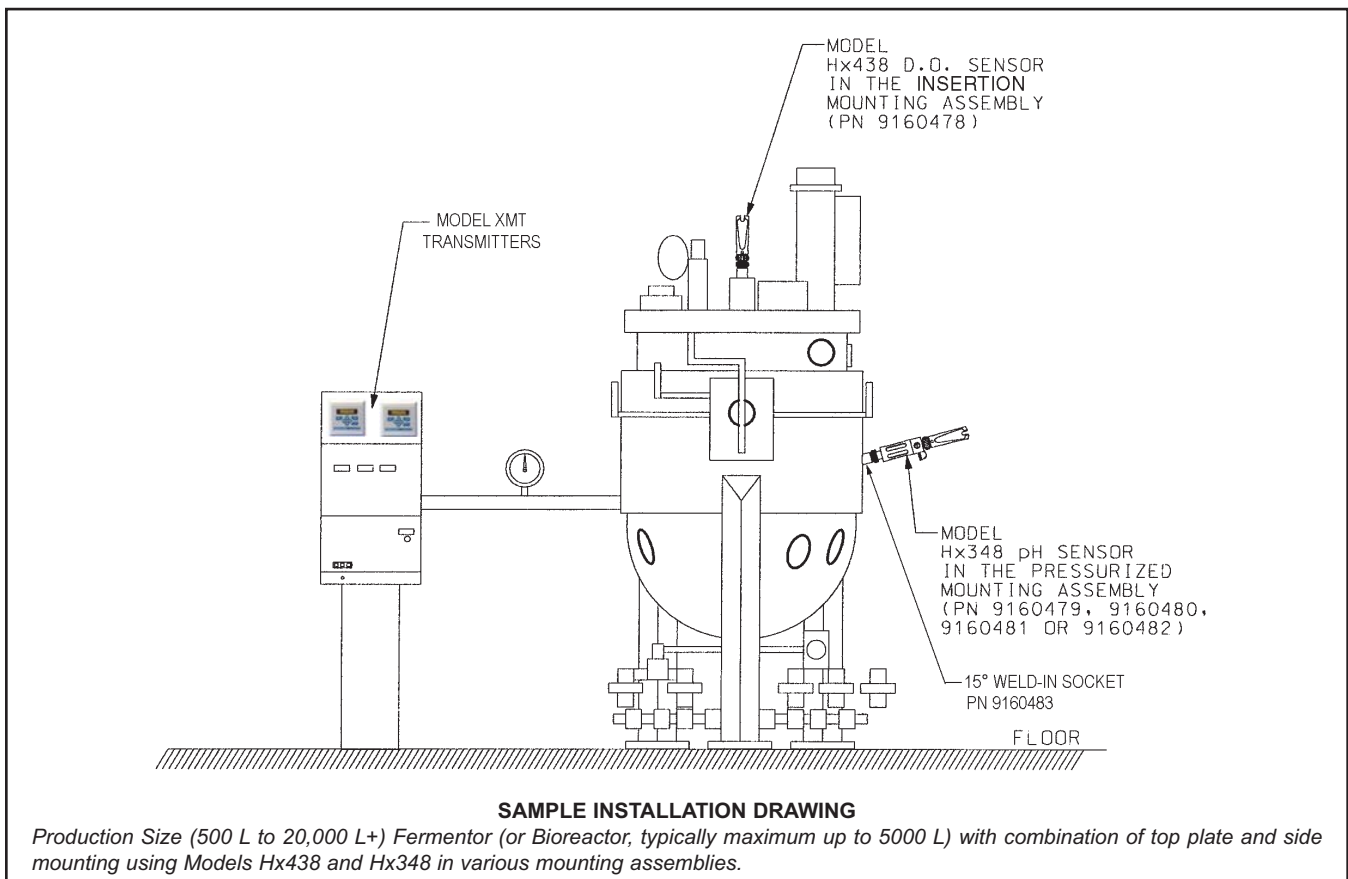 MODEL
Hx438 D.O. SENSOR
IN THE INSERTION
MOUNTING ASSEMBLY
(PN 9160478)
MODEL XMT
TRANSMITTERS
MODEL
Hx348 pH SENSOR
IN THE PRESSURIZED
MOUNTING ASSEMBLY
(PN 9160479, 9160480,
9160481 OR 9160482)
15° WELD-IN SOCKET
PN 9160483
FLOOR
SAMPLE INSTALLATION DRAWING
Production Size (500 L to 20,000 L+) Fermentor (or Bioreactor, typically maximum up to 5000 L) with combination of top plate and side
mounting using Models Hx438 and Hx348 in various mounting assemblies.